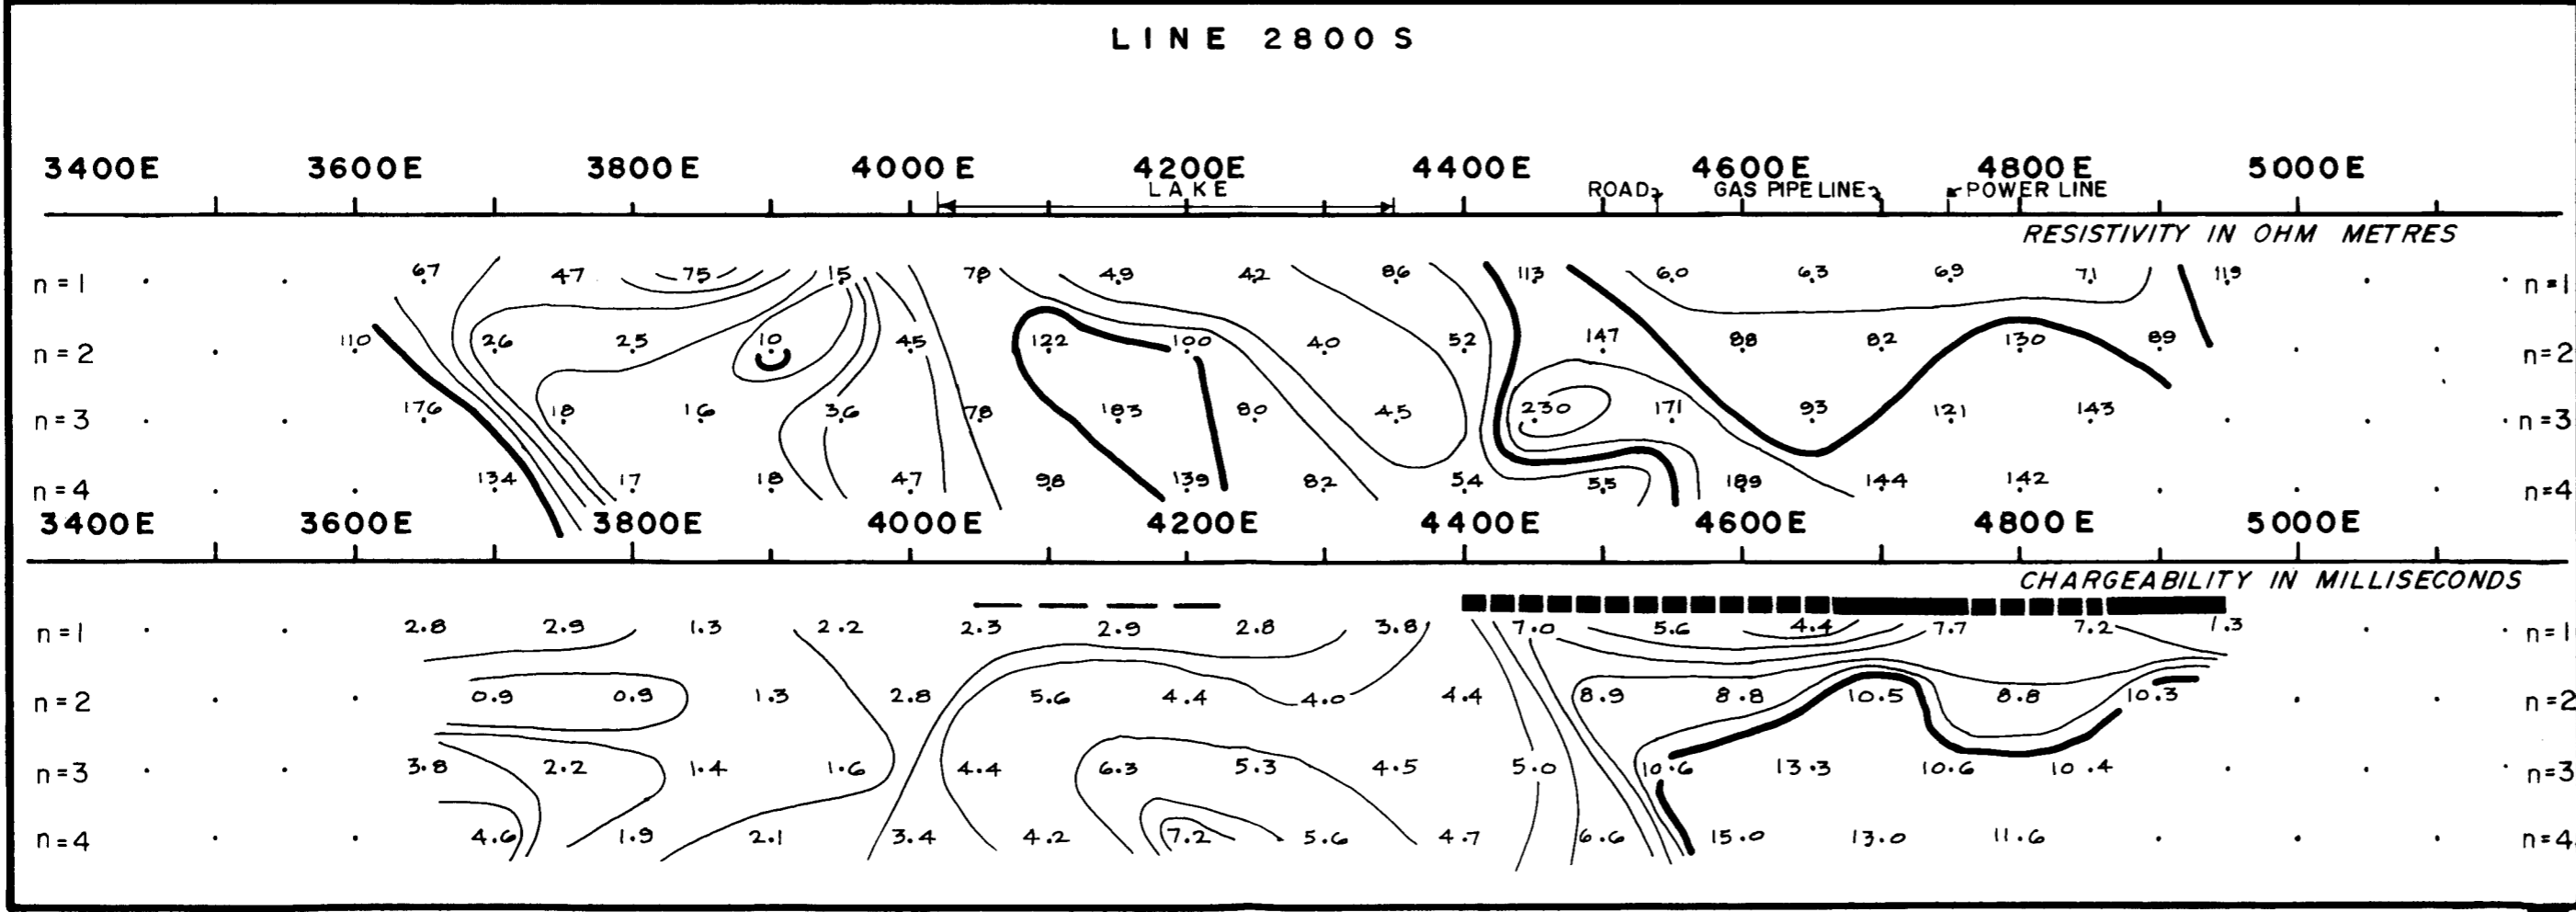 LINE 2800 S
3400E 3600E 3800E 4000 E 4200E 4400 E 4600E 4800 E 5000E
LAKE ROAD GAS PIPELINE POWER LINE
RESISTIVITY IN OHM METRES
n=1 67 47 75 15 78 49 42 86 113 60 63 69 71 119 n=1
n=2 110 26 25 10 45 122 100 40 52 147 88 82 130 89 n=2
n=3 176 18 16 36 78 183 80 45 230 171 93 121 143 n=3
n=4 134 17 18 47 98 139 82 54 55 189 144 142 n=4
3400E 3600E 3800E 4000E 4200E 4400E 4600E 4800 E 5000E
CHARGEABILITY IN MILLISECONDS
n=1 2.8 2.9 1.3 2.2 2.3 2.9 2.8 3.8 7.0 5.6 4.4 7.7 7.2 1.3 n=1
n=2 0.9 0.9 1.3 2.8 5.6 4.4 4.0 4.4 8.9 8.8 10.5 8.8 10.3 n=2
n=3 3.8 2.2 1.4 1.6 4.4 6.3 5.3 4.5 5.0 10.6 13.3 10.6 10.4 n=3
n=4 4.6 1.9 2.1 3.4 4.2 7.2 5.6 4.7 6.6 15.0 13.0 11.6 n=4